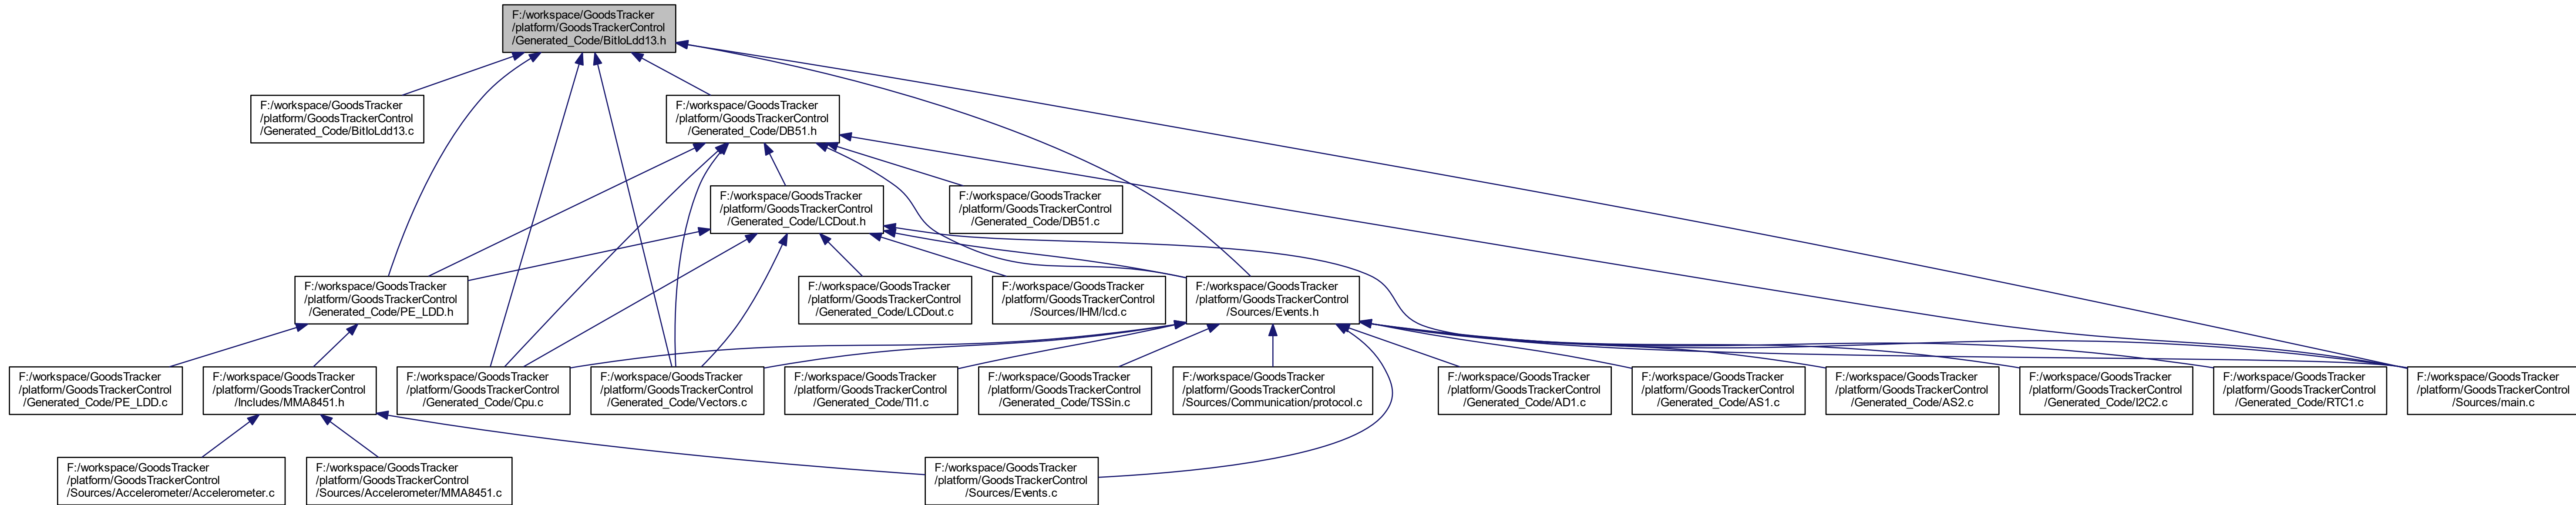 F:/workspace/GoodsTracker
/platform/GoodsTrackerControl
/Generated_Code/BitIoLdd13.h
F:/workspace/GoodsTracker
/platform/GoodsTrackerControl
/Generated_Code/BitIoLdd13.c
F:/workspace/GoodsTracker
/platform/GoodsTrackerControl
/Generated_Code/DB51.h
F:/workspace/GoodsTracker
/platform/GoodsTrackerControl
/Generated_Code/LCDout.h
F:/workspace/GoodsTracker
/platform/GoodsTrackerControl
/Generated_Code/DB51.c
F:/workspace/GoodsTracker
/platform/GoodsTrackerControl
/Generated_Code/PE_LDD.h
F:/workspace/GoodsTracker
/platform/GoodsTrackerControl
/Generated_Code/LCDout.c
F:/workspace/GoodsTracker
/platform/GoodsTrackerControl
/Sources/IHM/lcd.c
F:/workspace/GoodsTracker
/platform/GoodsTrackerControl
/Sources/Events.h
F:/workspace/GoodsTracker
/platform/GoodsTrackerControl
/Generated_Code/PE_LDD.c
F:/workspace/GoodsTracker
/platform/GoodsTrackerControl
/Includes/MMA8451.h
F:/workspace/GoodsTracker
/platform/GoodsTrackerControl
/Generated_Code/Cpu.c
F:/workspace/GoodsTracker
/platform/GoodsTrackerControl
/Generated_Code/Vectors.c
F:/workspace/GoodsTracker
/platform/GoodsTrackerControl
/Generated_Code/TI1.c
F:/workspace/GoodsTracker
/platform/GoodsTrackerControl
/Generated_Code/TSSin.c
F:/workspace/GoodsTracker
/platform/GoodsTrackerControl
/Sources/Communication/protocol.c
F:/workspace/GoodsTracker
/platform/GoodsTrackerControl
/Generated_Code/AD1.c
F:/workspace/GoodsTracker
/platform/GoodsTrackerControl
/Generated_Code/AS1.c
F:/workspace/GoodsTracker
/platform/GoodsTrackerControl
/Generated_Code/AS2.c
F:/workspace/GoodsTracker
/platform/GoodsTrackerControl
/Generated_Code/I2C2.c
F:/workspace/GoodsTracker
/platform/GoodsTrackerControl
/Generated_Code/RTC1.c
F:/workspace/GoodsTracker
/platform/GoodsTrackerControl
/Sources/main.c
F:/workspace/GoodsTracker
/platform/GoodsTrackerControl
/Sources/Accelerometer/Accelerometer.c
F:/workspace/GoodsTracker
/platform/GoodsTrackerControl
/Sources/Accelerometer/MMA8451.c
F:/workspace/GoodsTracker
/platform/GoodsTrackerControl
/Sources/Events.c